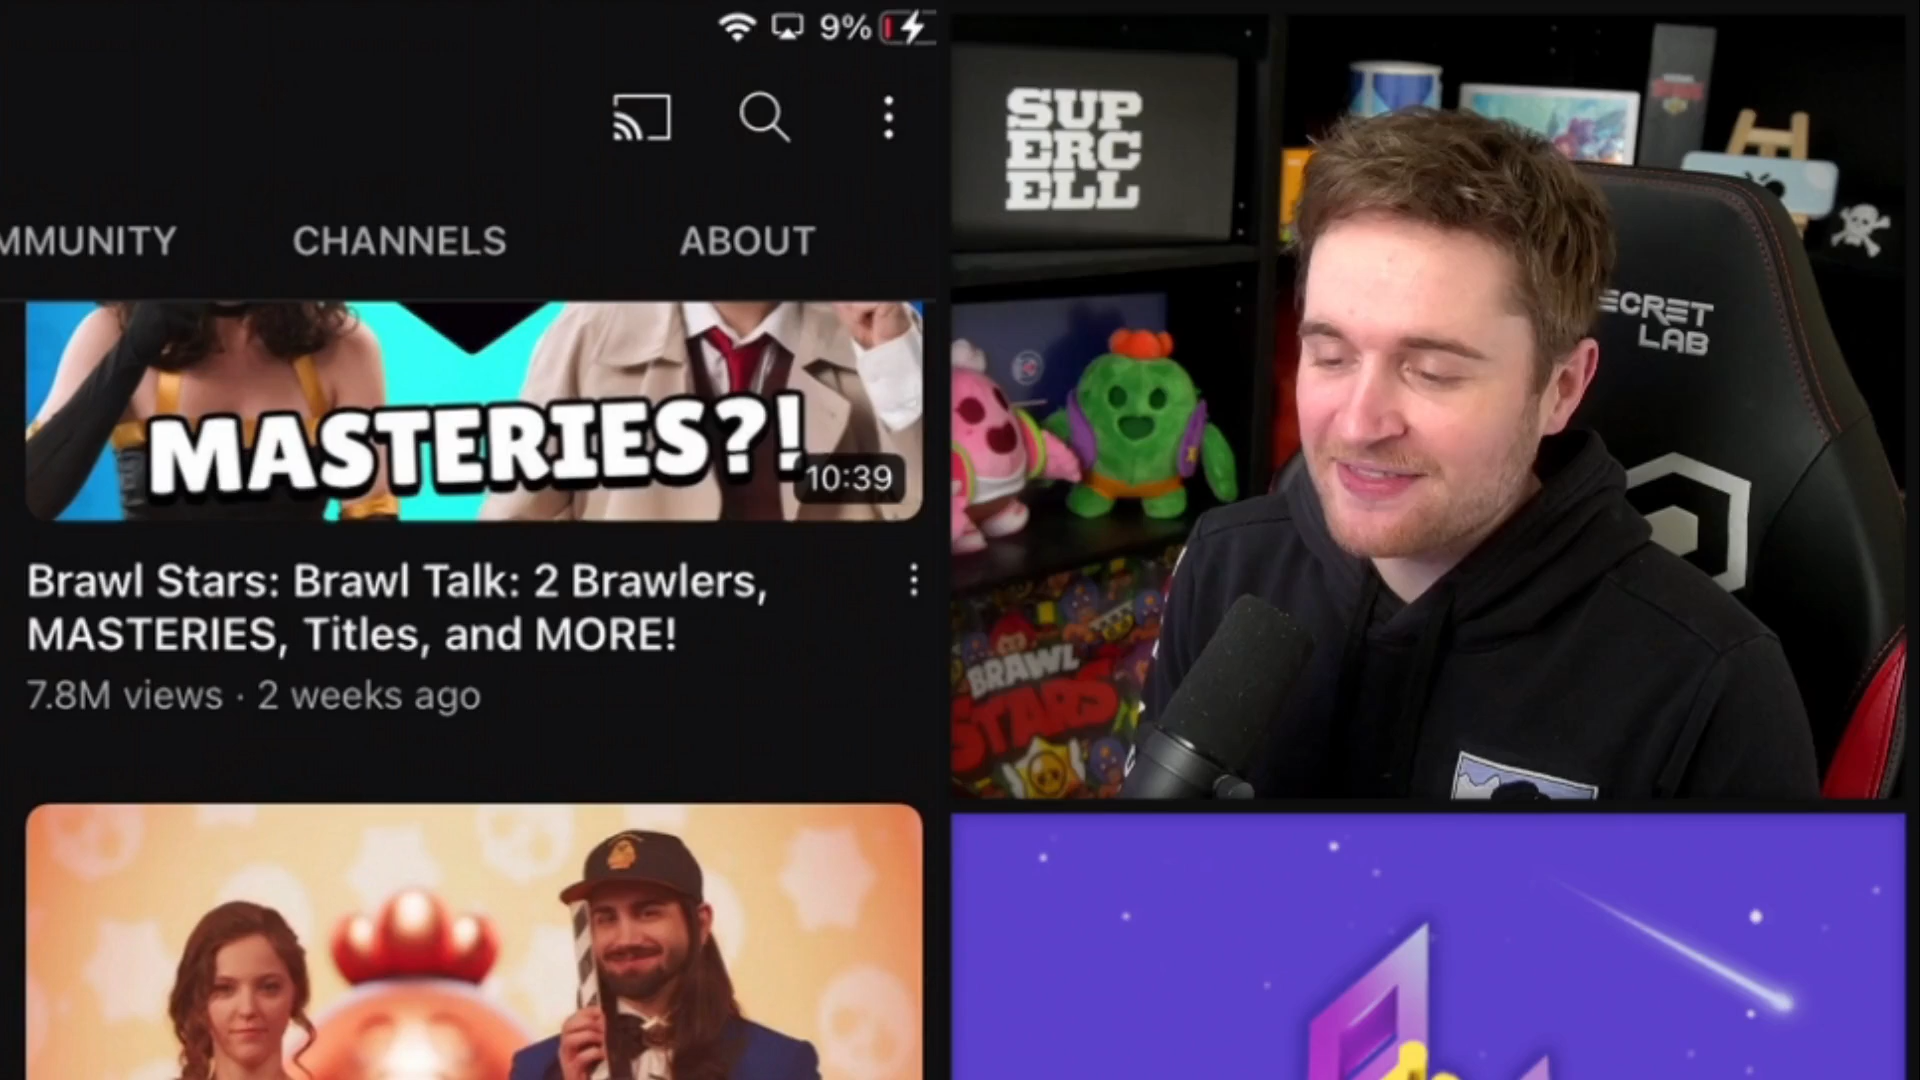 9%
MMUNITY
CHANNELS
ABOUT
MASTERIES?!
10:39
Brawl Stars: Brawl Talk: 2 Brawlers,
MASTERIES, Titles, and MORE!
7.8M views · 2 weeks ago
SUP
ERC
ELL
ECRET
LAB
BRAWL
STARS